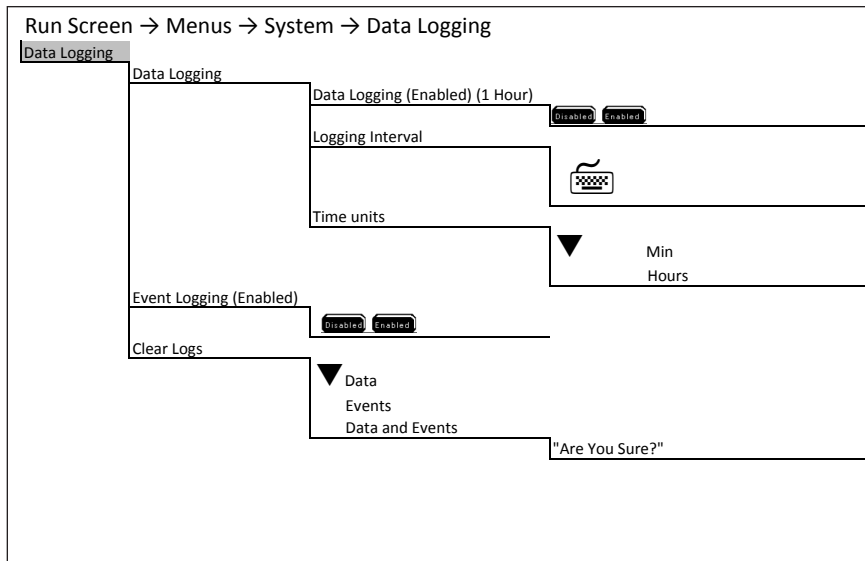 Run Screen → Menus → System → Data Logging
Data Logging
Data Logging
Data Logging (Enabled) (1 Hour)
Disabled Enabled
Logging Interval
Time units
Min
Hours
Event Logging (Enabled)
Disabled Enabled
Clear Logs
Data
Events
Data and Events
"Are You Sure?"